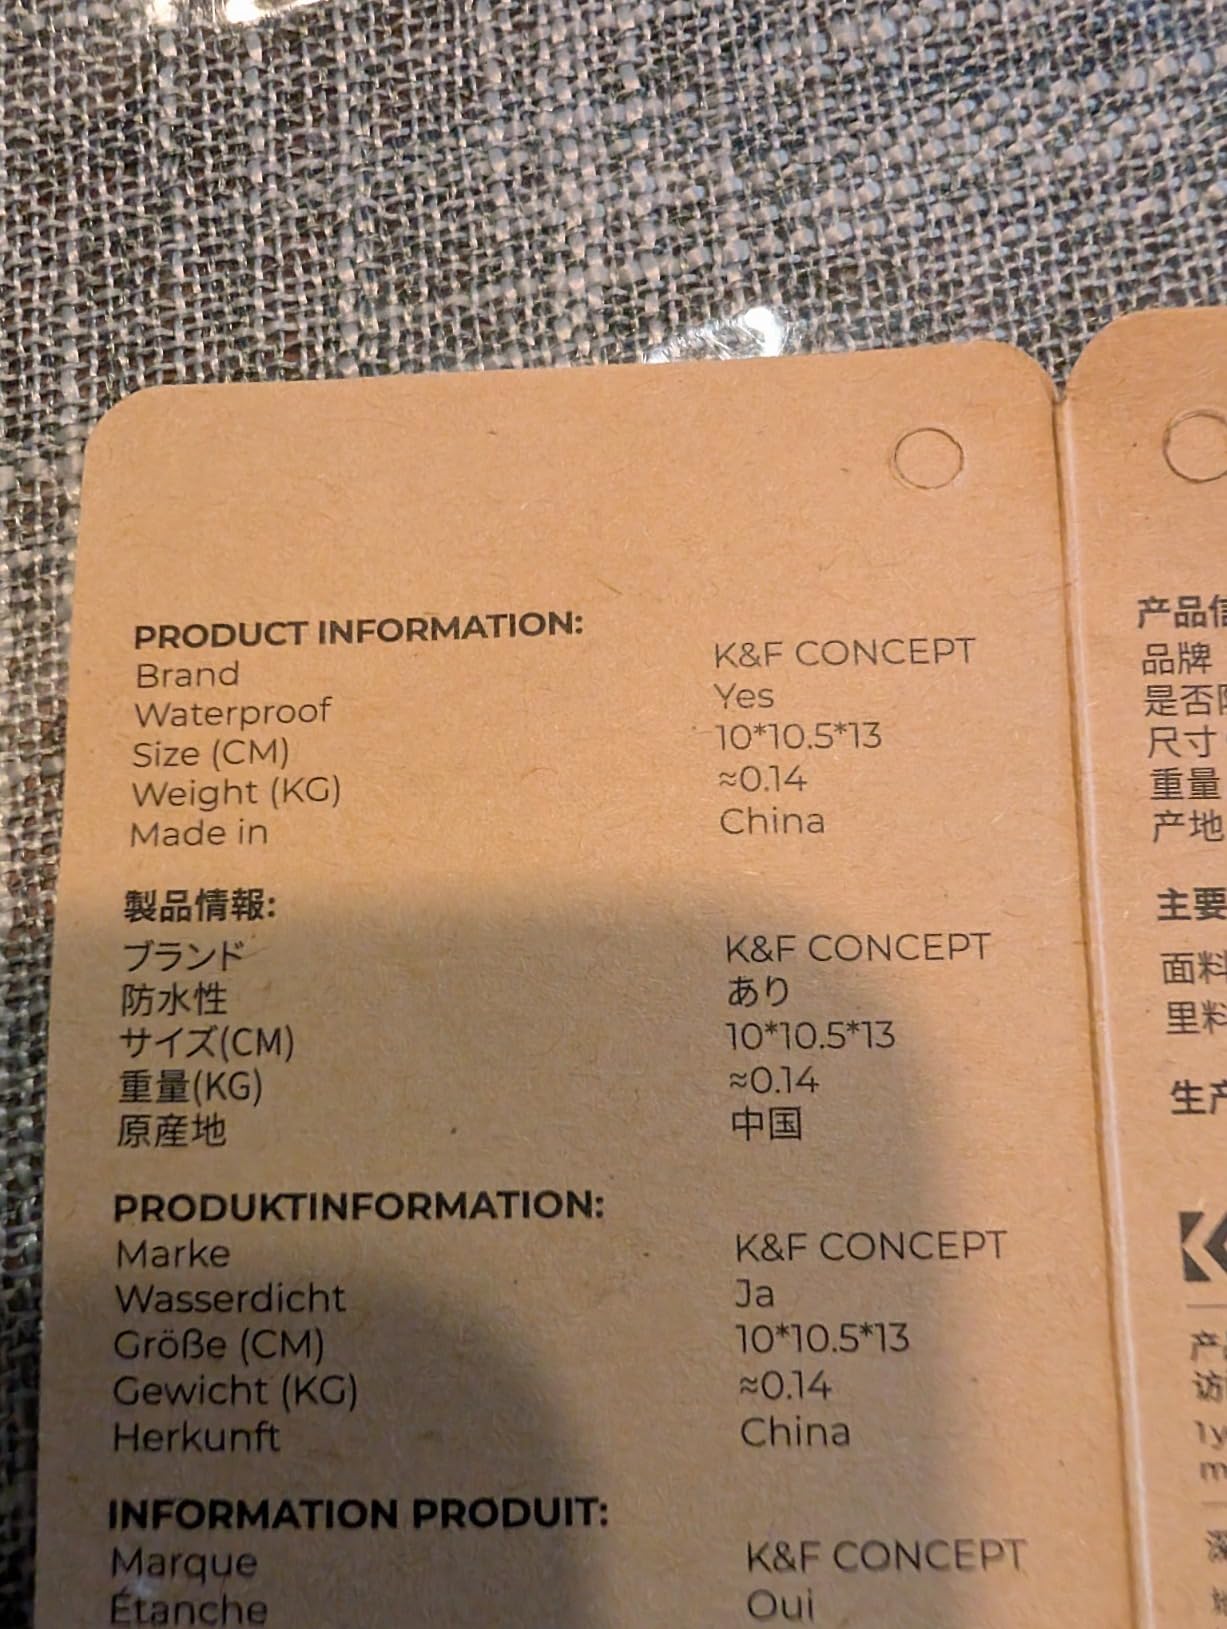 PRODUCT INFORMATION:
Brand K&F CONCEPT
Waterproof Yes
Size (CM) 10*10.5*13
Weight (KG) ≈0.14
Made in China
製品情報:
ブランド K&F CONCEPT
防水性 あり
サイズ(CM) 10*10.5*13
重量(KG) ≈0.14
原産地 中国
PRODUKTINFORMATION:
Marke K&F CONCEPT
Wasserdicht Ja
Größe (CM) 10*10.5*13
Gewicht (KG) ≈0.14
Herkunft China
INFORMATION PRODUIT:
Marque K&F CONCEPT
Étanche Oui
产品
品牌
是否
尺寸
重量
产地
主要
面料
里料
生产
K